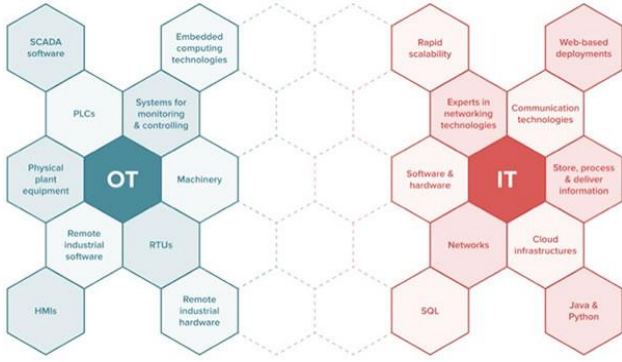 SCADA
software
Embedded
computing
technologies
Rapid
scalability
Web-based
deployments
PLCs
Systems for
monitoring
& controlling
Experts in
networking
technologies
Communication
technologies
Physical
plant
equipment
OT
Machinery
Software &
hardware
IT
Store, process
& deliver
information
Remote
industrial
software
RTUs
Networks
Cloud
infrastructures
HMIs
Remote
industrial
hardware
SQL
Java &
Python